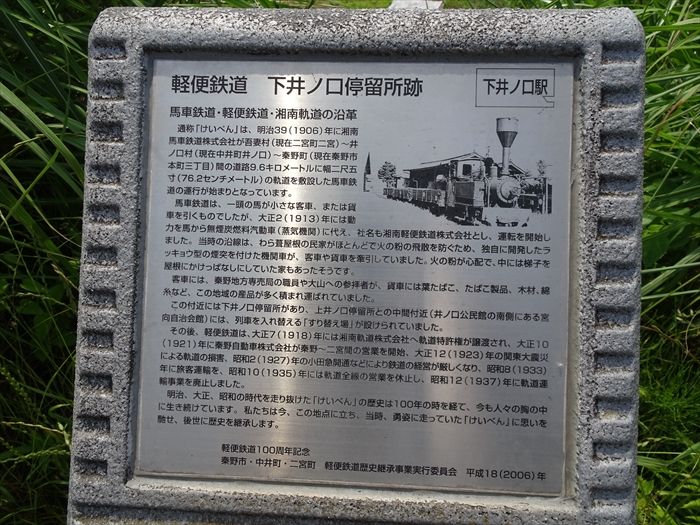 軽便鉄道 下井ノ口停留所跡
下井ノ口駅
馬車鉄道・軽便鉄道・湘南軌道の沿革
通称「けいべん」は、明治39(1906)年に湘南
馬車鉄道株式会社が吾妻村(現在二宮町二宮)〜井
ノ口村(現在中井町井ノ口)〜秦野町(現在秦野市
本町三丁目)間の道路9.6キロメートルに幅二尺五
寸(76.2センチメートル)の軌道を敷設した馬車鉄
道の運行が始まりとなっています。
馬車鉄道は、一頭の馬が小さな客車、または貨
車を引くものでしたが、大正2(1913)年には動
力を馬から無煙炭燃料汽動車(蒸気機関)に代え、社名も湘南軽便鉄道株式会社とし、運転を開始し
ました。当時の沿線は、わら葺屋根の民家がほとんどで火の粉の飛散を防ぐため、独自に開発したラ
ッキョウ型の煙突を付けた機関車が、客車や貨車を牽引していました。火の粉が心配で、中には梯子を
屋根にかけっぱなしにしていた家もあったそうです。
客車には、秦野地方専売局の職員や大山への参拝者が、貨車には葉たばこ、たばこ製品、木材、綿
糸など、この地域の産品が多く積まれ運ばれていました。
この付近には下井ノ口停留所があり、上井ノ口停留所との中間付近(井ノ口公民館の南側にある宮
向自治会館)には、列車を入れ替える「すり替え場」が設けられていました。
その後、軽便鉄道は、大正7(1918)年には湘南軌道株式会社へ軌道特許権が譲渡され、大正10
(1921)年に秦野自動車株式会社が秦野〜二宮間の営業を開始、大正12(1923)年の関東大震災
による軌道の損害、昭和2(1927)年の小田急開通などにより鉄道の経営が厳しくなり、昭和8(1933)
年に旅客運輸を、昭和10(1935)年には軌道全線の営業を休止し、昭和12(1937)年に軌道運
輸事業を廃止しました。
明治、大正、昭和の時代を走り抜けた「けいべん」の歴史は100年の時を経て、今も人々の胸の中
に生き続けています。私たちは今、この地点に立ち、当時、勇姿に走っていた「けいべん」に思いを
馳せ、後世に歴史を継承します。
軽便鉄道100周年記念
秦野市・中井町・二宮町 軽便鉄道歴史継承事業実行委員会 平成18(2006)年